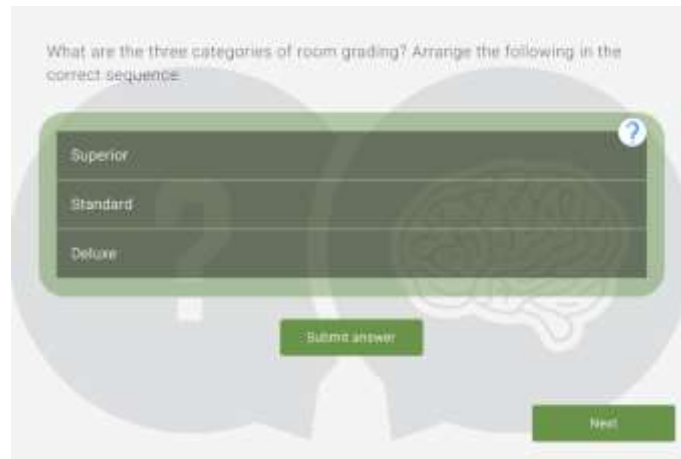 What are the three categories of room grading? Arrange the following in the
correct sequence
?
Superior
Standard
Deluxe
?
Submit answer
Next